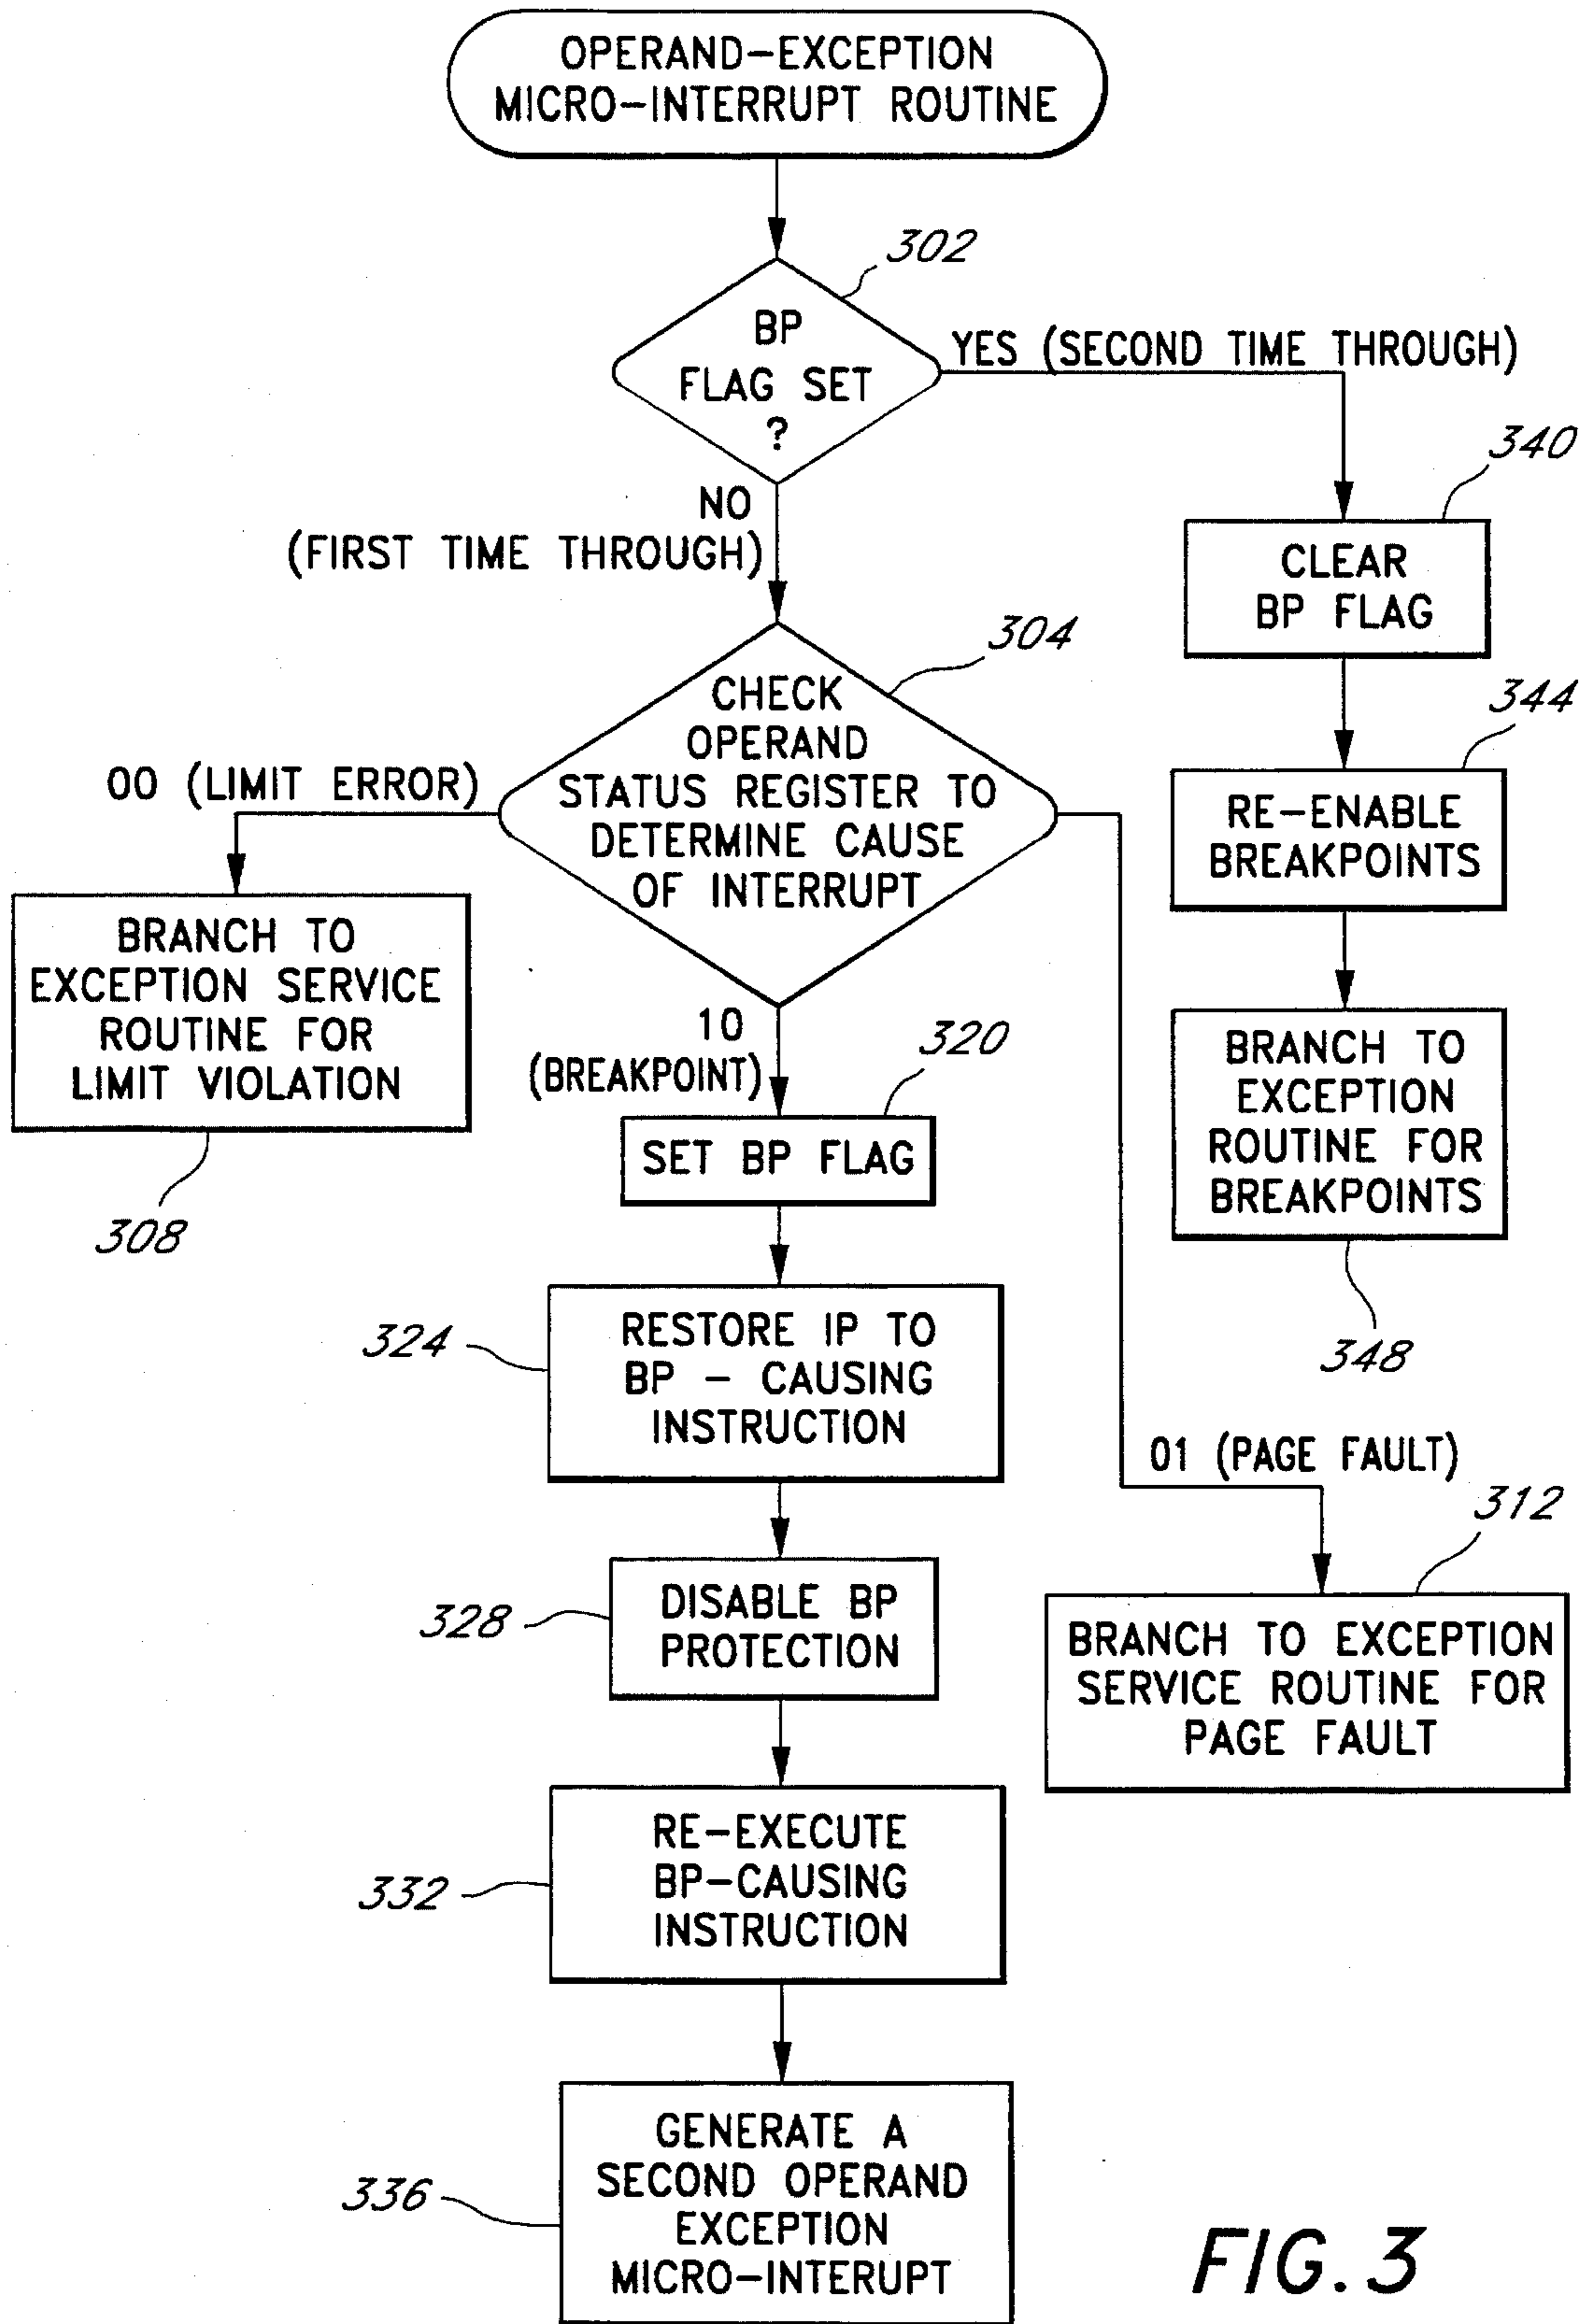 OPERAND-EXCEPTION
MICRO-INTERRUPT ROUTINE
302
BP
FLAG SET
?
YES (SECOND TIME THROUGH)
NO
(FIRST TIME THROUGH)
340
CLEAR
BP FLAG
304
CHECK
OPERAND
STATUS REGISTER TO
DETERMINE CAUSE
OF INTERRUPT
344
RE-ENABLE
BREAKPOINTS
00 (LIMIT ERROR)
BRANCH TO
EXCEPTION SERVICE
ROUTINE FOR
LIMIT VIOLATION
308
10
(BREAKPOINT)
320
SET BP FLAG
BRANCH TO
EXCEPTION
ROUTINE FOR
BREAKPOINTS
348
324
RESTORE IP TO
BP - CAUSING
INSTRUCTION
01 (PAGE FAULT)
312
BRANCH TO EXCEPTION
SERVICE ROUTINE FOR
PAGE FAULT
328
DISABLE BP
PROTECTION
332
RE-EXECUTE
BP-CAUSING
INSTRUCTION
336
GENERATE A
SECOND OPERAND
EXCEPTION
MICRO-INTERUPT
FIG. 3